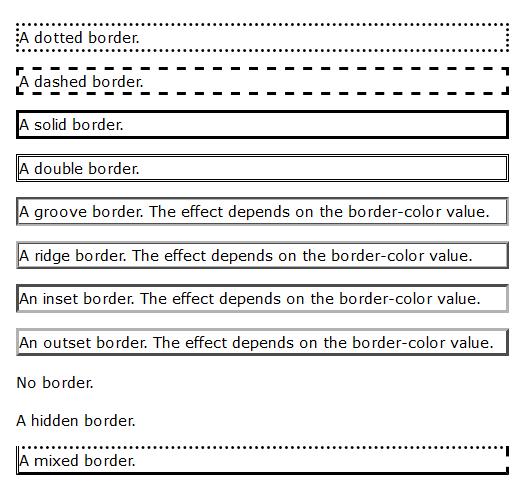 A dotted border.
A dashed border.
A solid border.
A double border.
A groove border. The effect depends on the border-color value.
A ridge border. The effect depends on the border-color value.
An inset border. The effect depends on the border-color value.
An outset border. The effect depends on the border-color value.
No border.
A hidden border.
A mixed border.